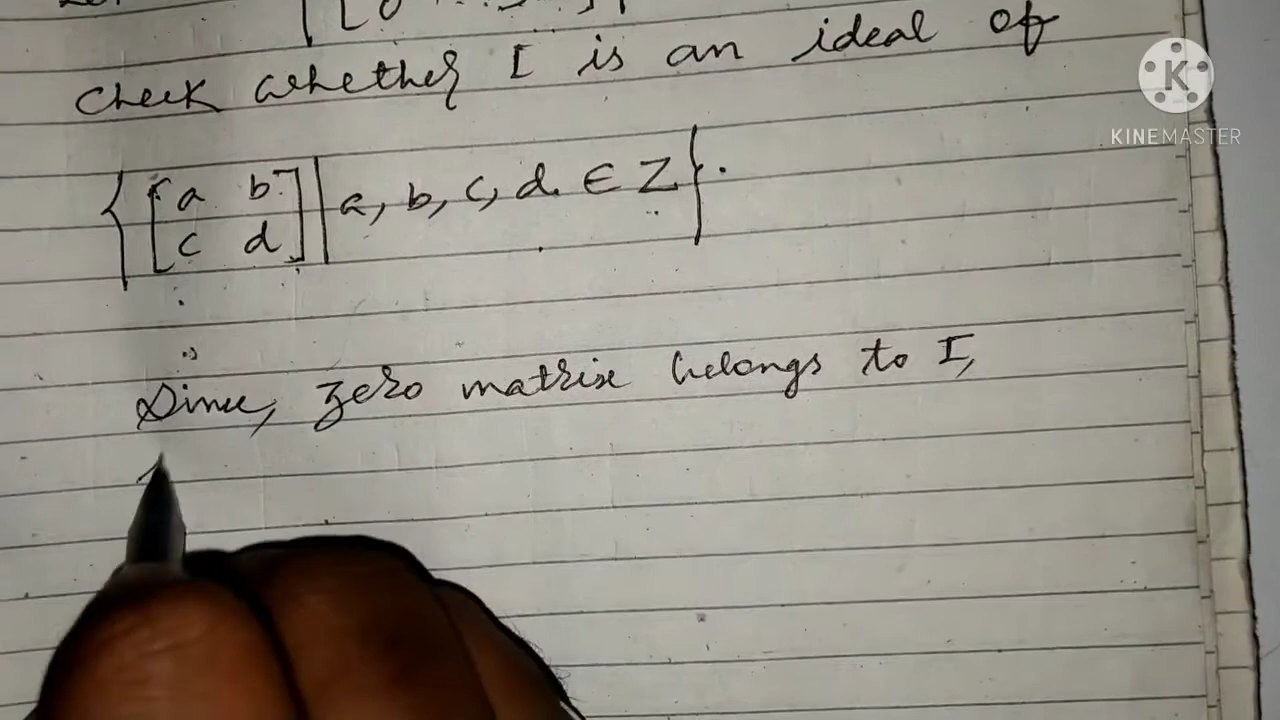 check whether I is an ideal of
{[a b
c d] | a, b, c, d ∈ Z}.
Since, zero matrix belongs to I,
KINEMASTER